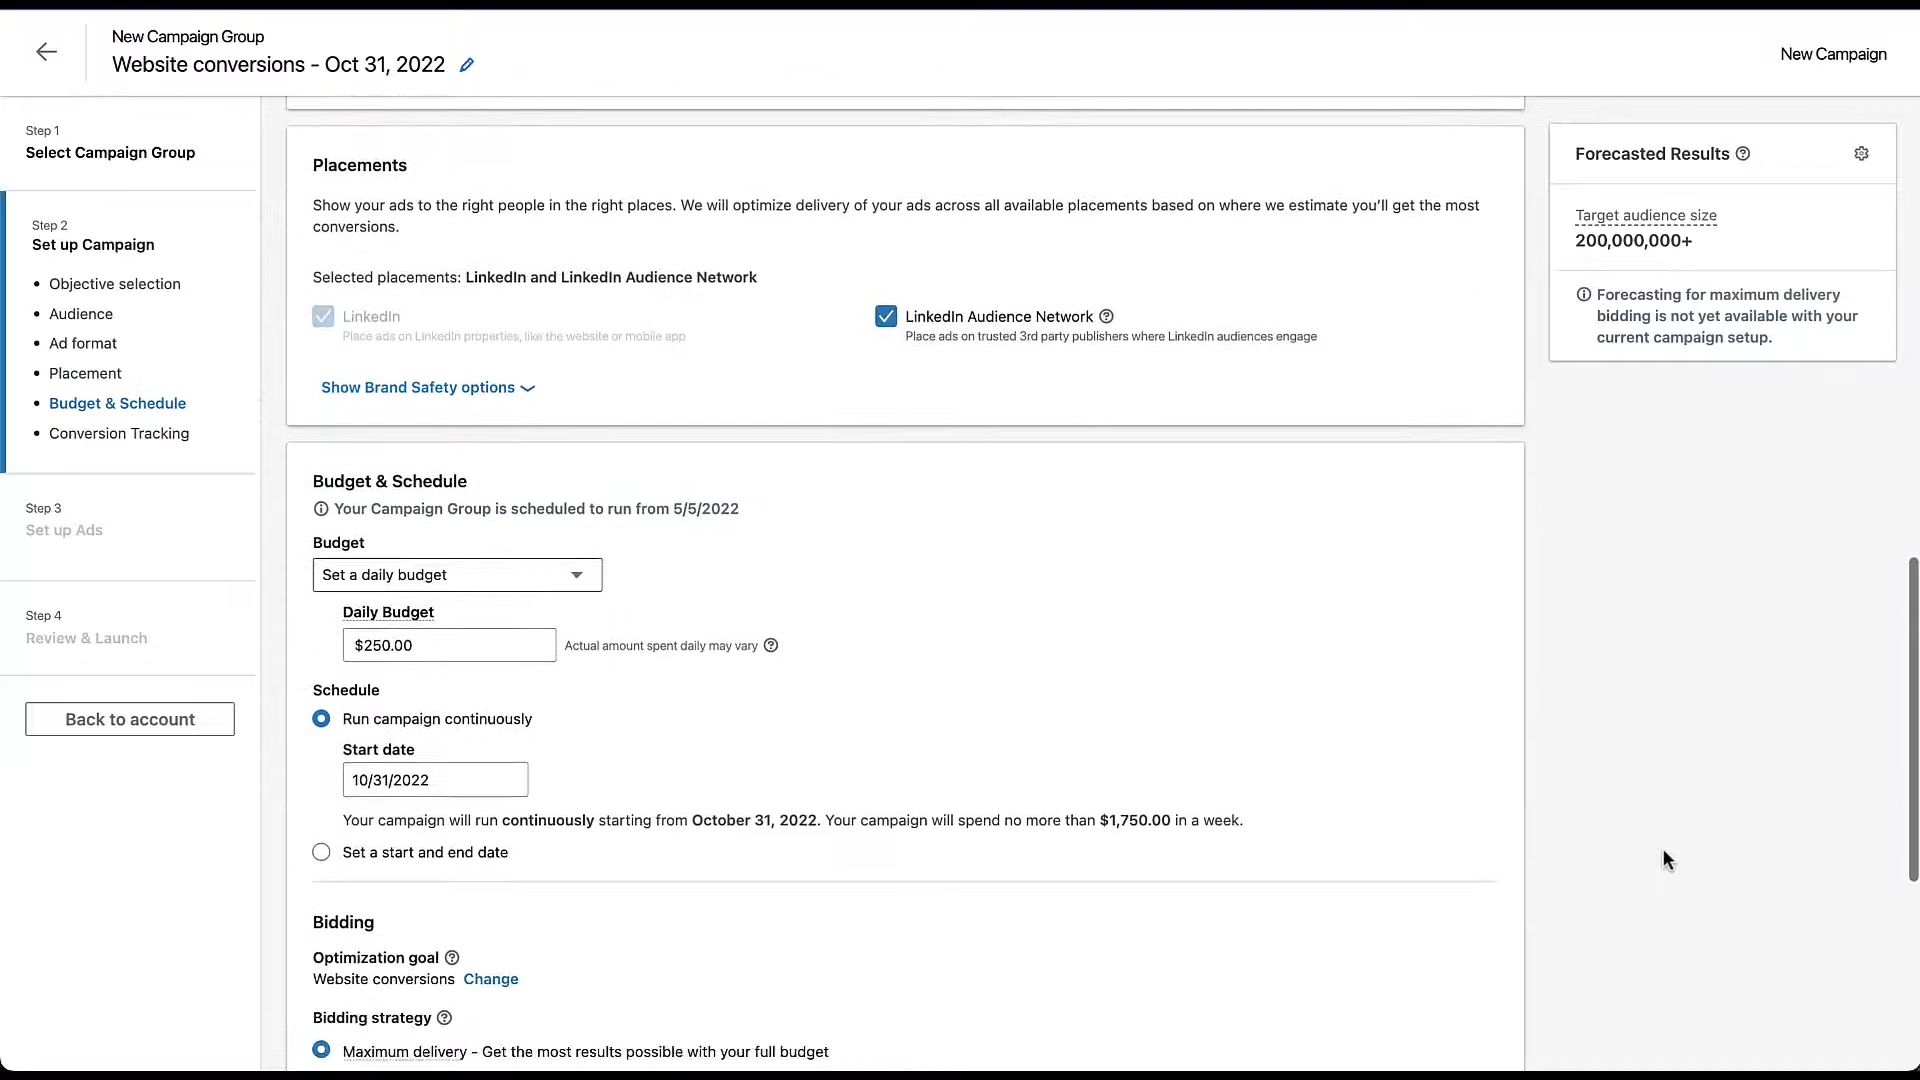 New Campaign Group
Website conversions - Oct 31, 2022
New Campaign
Step 1
Select Campaign Group
Step 2
Set up Campaign
Objective selection
Audience
Ad format
Placement
Budget & Schedule
Conversion Tracking
Step 3
Set up Ads
Step 4
Review & Launch
Back to account
Placements
Show your ads to the right people in the right places. We will optimize delivery of your ads across all available placements based on where we estimate you’ll get the most
conversions.
Selected placements: LinkedIn and LinkedIn Audience Network
LinkedIn
Place ads on LinkedIn properties, like the website or mobile app
LinkedIn Audience Network
Place ads on trusted 3rd party publishers where LinkedIn audiences engage
Show Brand Safety options
Budget & Schedule
Your Campaign Group is scheduled to run from 5/5/2022
Budget
Set a daily budget
Daily Budget
$250.00
Actual amount spent daily may vary
Schedule
Run campaign continuously
Start date
10/31/2022
Your campaign will run continuously starting from October 31, 2022. Your campaign will spend no more than $1,750.00 in a week.
Set a start and end date
Bidding
Optimization goal
Website conversions Change
Bidding strategy
Maximum delivery - Get the most results possible with your full budget
Forecasted Results
Target audience size
200,000,000+
Forecasting for maximum delivery
bidding is not yet available with your
current campaign setup.